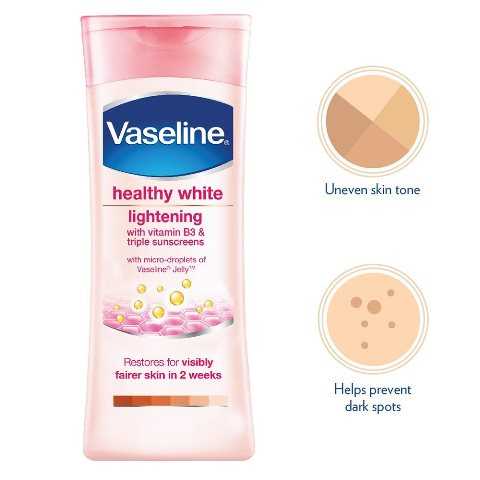 Vaseline®
healthy white
lightening
with vitamin B3 &
triple sunscreens
with micro-droplets of
Vaseline® Jelly™
Restores for visibly
fairer skin in 2 weeks
Uneven skin tone
Helps prevent
dark spots